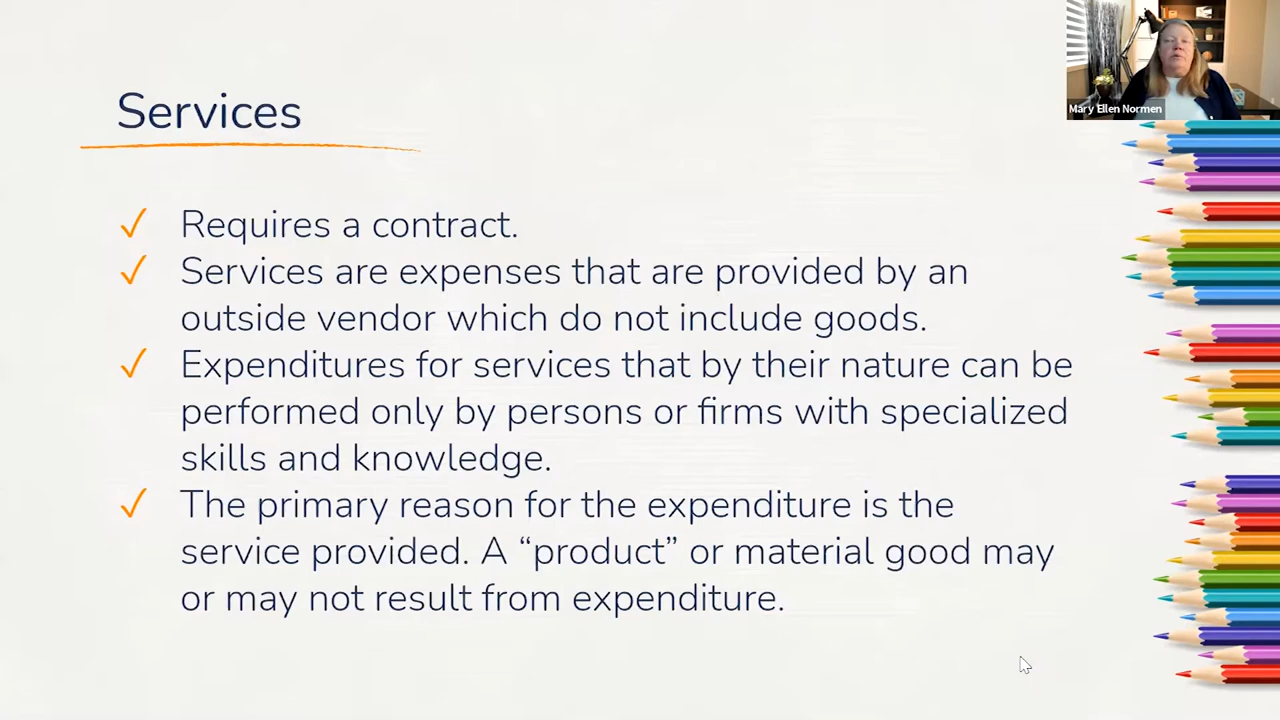 Mary Ellen Normen
Services
✓ Requires a contract.
✓ Services are expenses that are provided by an
outside vendor which do not include goods.
✓ Expenditures for services that by their nature can be
performed only by persons or firms with specialized
skills and knowledge.
✓ The primary reason for the expenditure is the
service provided. A “product” or material good may
or may not result from expenditure.